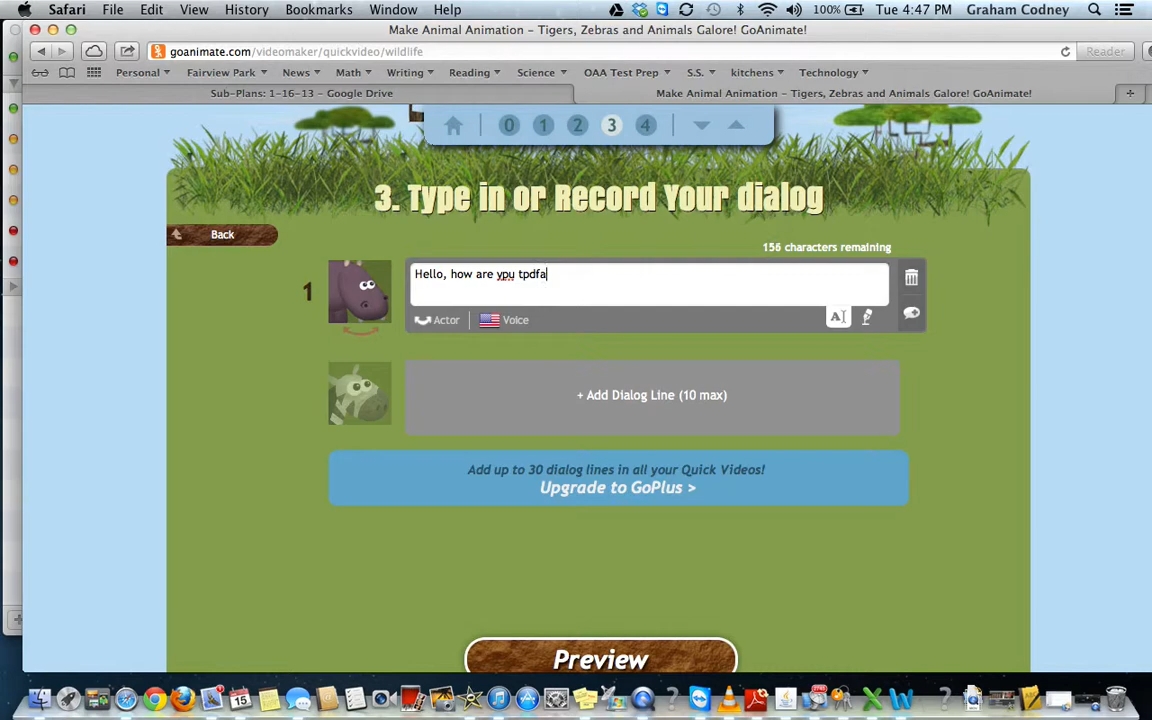 Safari File Edit View History Bookmarks Window Help 100% Tue 4:47 PM Graham Codney
Make Animal Animation – Tigers, Zebras and Animals Galore! GoAnimate!
goanimate.com/videomaker/quickvideo/wildlife Reader
Personal Fairview Park News Math Writing Reading Science OAA Test Prep S.S. kitchens Technology
Sub-Plans: 1-16-13 – Google Drive Make Animal Animation – Tigers, Zebras and Animals Galore! GoAnimate!
0 1 2 3 4
3. Type in or Record Your dialog
Back
156 characters remaining
1 Hello, how are ypu tpdfa
Actor Voice A
+ Add Dialog Line (10 max)
Add up to 30 dialog lines in all your Quick Videos!
Upgrade to GoPlus >
Preview